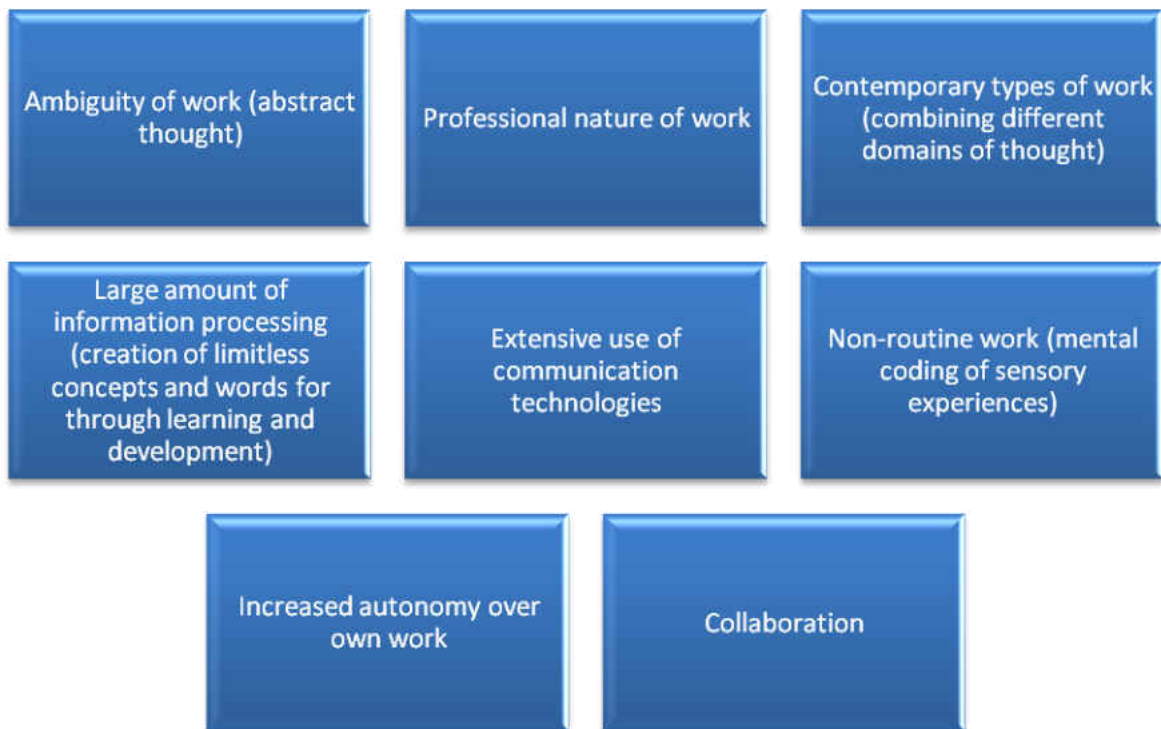 Ambiguity of work (abstract
thought)
Professional nature of work
Contemporary types of work
(combining different
domains of thought)
Large amount of
information processing
(creation of limitless
concepts and words for
through learning and
development)
Extensive use of
communication
technologies
Non-routine work (mental
coding of sensory
experiences)
Increased autonomy over
own work
Collaboration